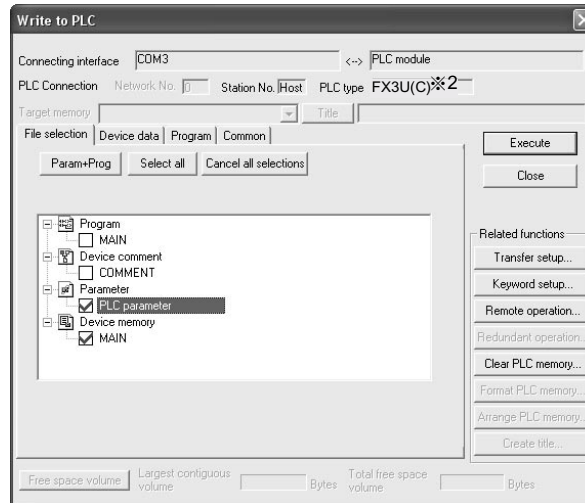 Write to PLC
Connecting interface COM3 <--> PLC module
PLC Connection Network No. 0 Station No. Host PLC type FX3U(C)※2
Target memory Title
File selection Device data Program Common
Param+Prog Select all Cancel all selections
Program
MAIN
Device comment
COMMENT
Parameter
PLC parameter
Device memory
MAIN
Execute
Close
Related functions
Transfer setup...
Keyword setup...
Remote operation...
Redundant operation...
Clear PLC memory...
Format PLC memory...
Arrange PLC memory...
Create title...
Free space volume Largest contiguous volume Bytes Total free space volume Bytes